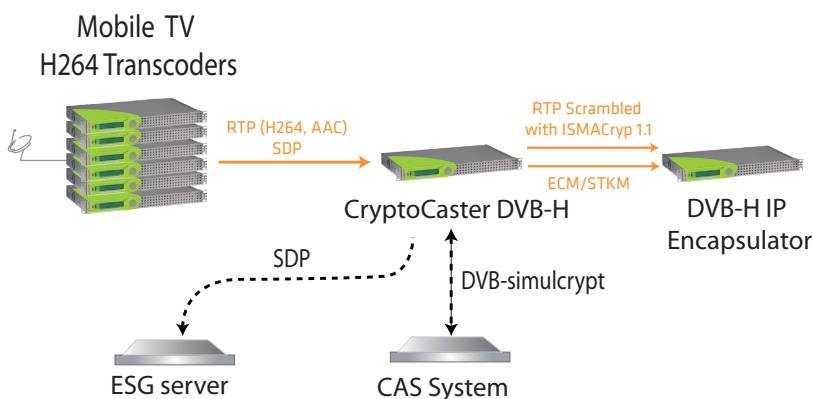 Mobile TV
H264 Transcoders
RTP (H264, AAC)
SDP
RTP Scrambled
with ISMACryp 1.1
ECM/STKM
CryptoCaster DVB-H
DVB-H IP
Encapsulator
SDP
DVB-simulcrypt
ESG server
CAS System